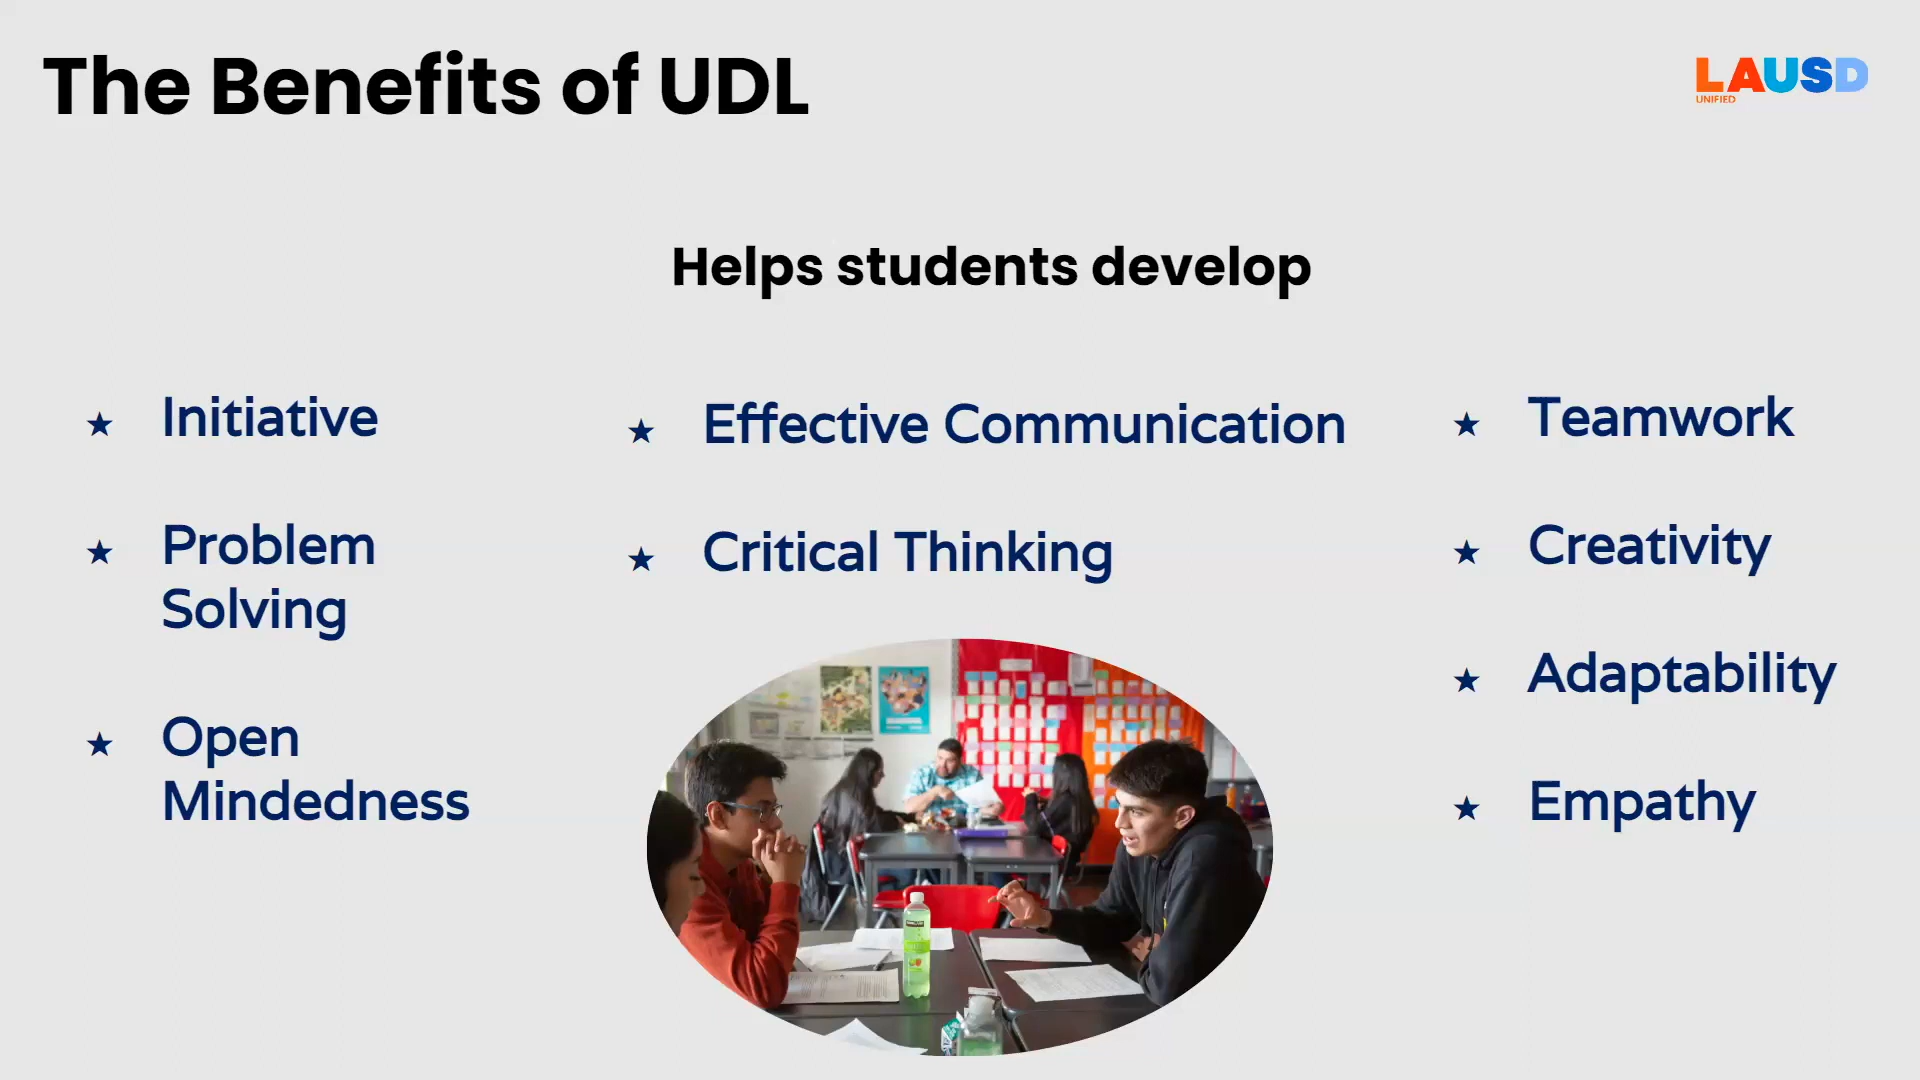 The Benefits of UDL
LAUSD
UNIFIED
Helps students develop
★ Initiative
★ Problem
Solving
★ Open
Mindedness
★ Effective Communication
★ Critical Thinking
★ Teamwork
★ Creativity
★ Adaptability
★ Empathy